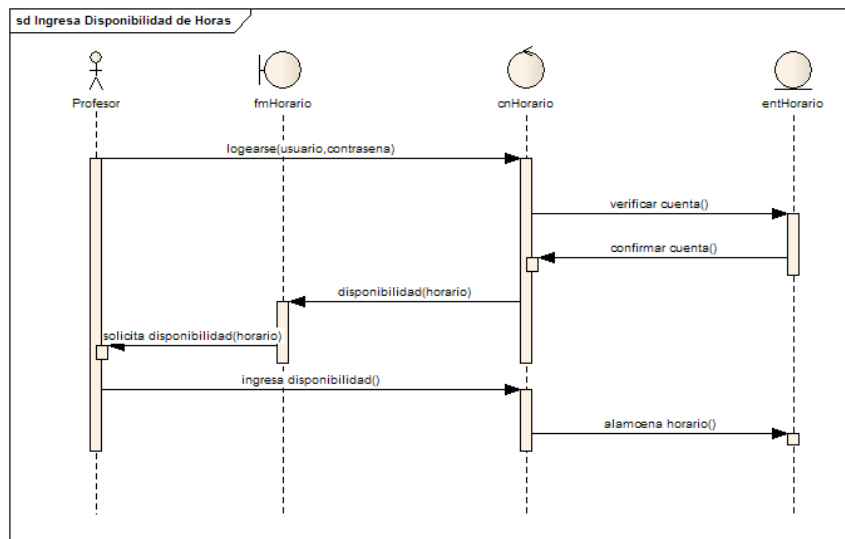 sd Ingresa Disponibilidad de Horas
Profesor
fmHorario
cnHorario
entHorario
logearse(usuario,contrasena)
verificar cuenta()
confirmar cuenta()
disponibilidad(horario)
solicita disponibilidad(horario)
ingresa disponibilidad()
alamcena horario()